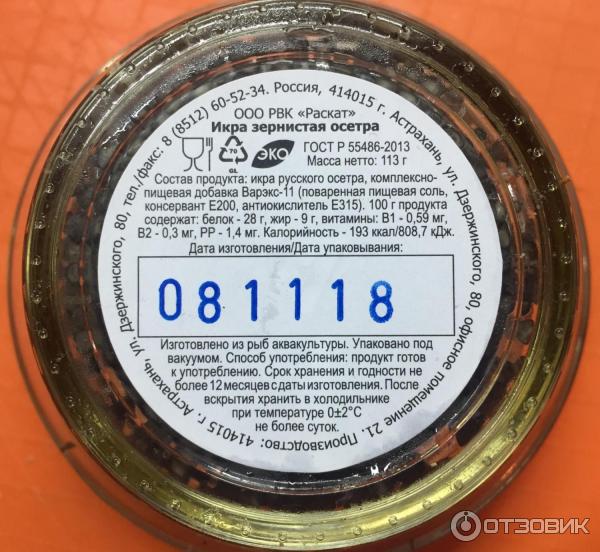 тел./факс: 8 (8512) 60-52-34. Россия, 414015 г. Астрахань, ул. Дзержинского, 80, офисное помещение 21. Производство: 414015 г. Астрахань, ул. Дзержинского, 80,
ООО РВК «Раскат»
Икра зернистая осетра
70
GL
ЭКО
ГОСТ Р 55486-2013
Масса нетто: 113 г
Состав продукта: икра русского осетра, комплексно-
пищевая добавка Варэкс-11 (поваренная пищевая соль,
консервант Е200, антиокислитель Е315). 100 г продукта
содержат: белок - 28 г, жир - 9 г, витамины: В1 - 0,59 мг,
В2 - 0,3 мг, РР - 1,4 мг. Калорийность - 193 ккал/808,7 кДж.
Дата изготовления/Дата упаковывания:
081118
Изготовлено из рыб аквакультуры. Упаковано под
вакуумом. Способ употребления: продукт готов
к употреблению. Срок хранения и годности не
более 12 месяцев с даты изготовления. После
вскрытия хранить в холодильнике
при температуре 0±2°С
не более суток.
ОТЗОВИК